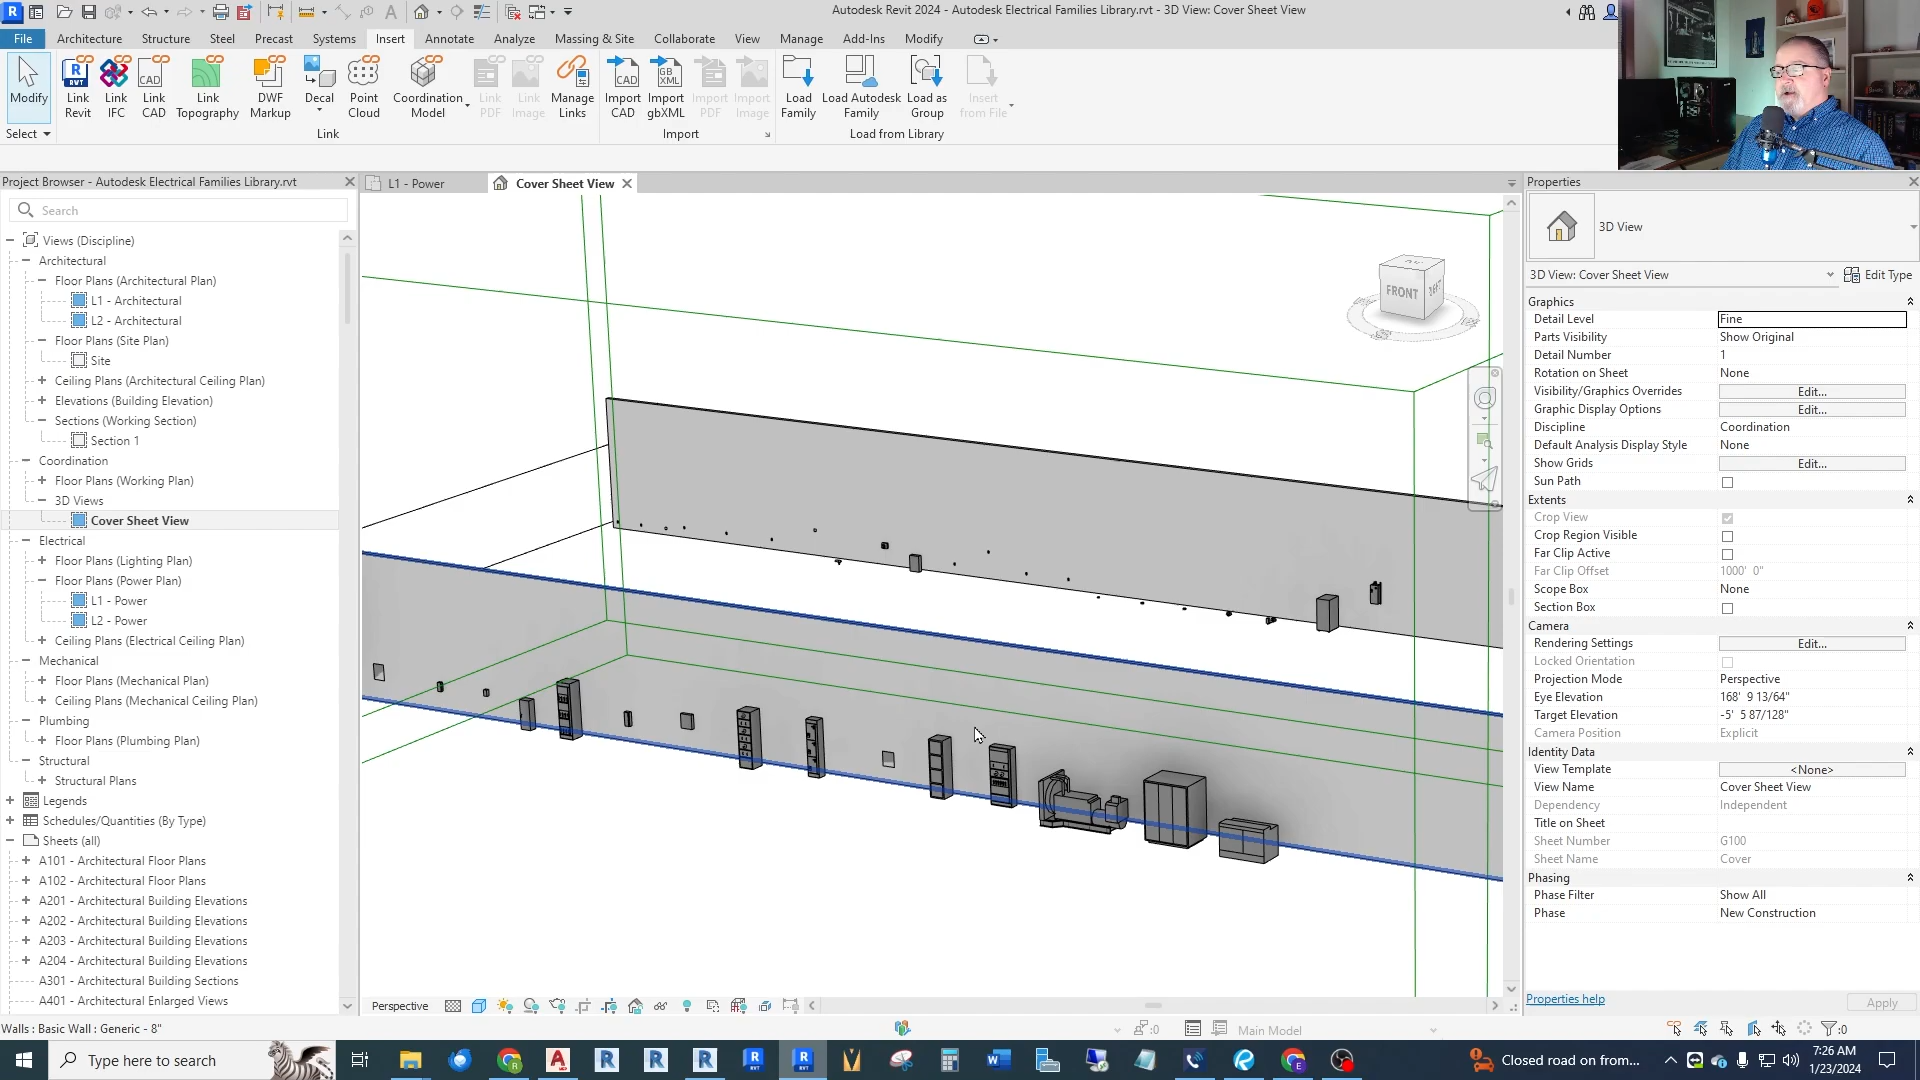 Autodesk Revit 2024 - Autodesk Electrical Families Library.rvt - 3D View: Cover Sheet View
File Architecture Structure Steel Precast Systems Insert Annotate Analyze Massing & Site Collaborate View Manage Add-Ins Modify
Modify
Link Revit
Link IFC
Link CAD
Link Topography
DWF Markup
Decal
Point Cloud
Coordination Model
Link PDF
Link Image
Manage Links
Import CAD
Import gbXML
Import PDF
Import Image
Load Family
Load Autodesk Family
Load as Group
Insert from File
Select
Link
Import
Load from Library
Project Browser - Autodesk Electrical Families Library.rvt
Search
Views (Discipline)
Architectural
Floor Plans (Architectural Plan)
L1 - Architectural
L2 - Architectural
Floor Plans (Site Plan)
Site
Ceiling Plans (Architectural Ceiling Plan)
Elevations (Building Elevation)
Sections (Working Section)
Section 1
Coordination
Floor Plans (Working Plan)
3D Views
Cover Sheet View
Electrical
Floor Plans (Lighting Plan)
Floor Plans (Power Plan)
L1 - Power
L2 - Power
Ceiling Plans (Electrical Ceiling Plan)
Mechanical
Floor Plans (Mechanical Plan)
Ceiling Plans (Mechanical Ceiling Plan)
Plumbing
Floor Plans (Plumbing Plan)
Structural
Structural Plans
Legends
Schedules/Quantities (By Type)
Sheets (all)
A101 - Architectural Floor Plans
A102 - Architectural Floor Plans
A201 - Architectural Building Elevations
A202 - Architectural Building Elevations
A203 - Architectural Building Elevations
A204 - Architectural Building Elevations
A301 - Architectural Building Sections
A401 - Architectural Enlarged Views
L1 - Power
Cover Sheet View
FRONT
Perspective
Properties
3D View
3D View: Cover Sheet View
Edit Type
Graphics
Detail Level Fine
Parts Visibility Show Original
Detail Number 1
Rotation on Sheet None
Visibility/Graphics Overrides Edit...
Graphic Display Options Edit...
Discipline Coordination
Default Analysis Display Style None
Show Grids Edit...
Sun Path
Extents
Crop View
Crop Region Visible
Far Clip Active
Far Clip Offset 1000' 0"
Scope Box None
Section Box
Camera
Rendering Settings Edit...
Locked Orientation
Projection Mode Perspective
Eye Elevation 168' 9 13/64"
Target Elevation -5' 5 87/128"
Camera Position Explicit
Identity Data
View Template <None>
View Name Cover Sheet View
Dependency Independent
Title on Sheet
Sheet Number G100
Sheet Name Cover
Phasing
Phase Filter Show All
Phase New Construction
Properties help
Apply
Walls : Basic Wall : Generic - 8"
:0
Main Model
:0
Type here to search
Closed road on from...
7:26 AM
1/23/2024